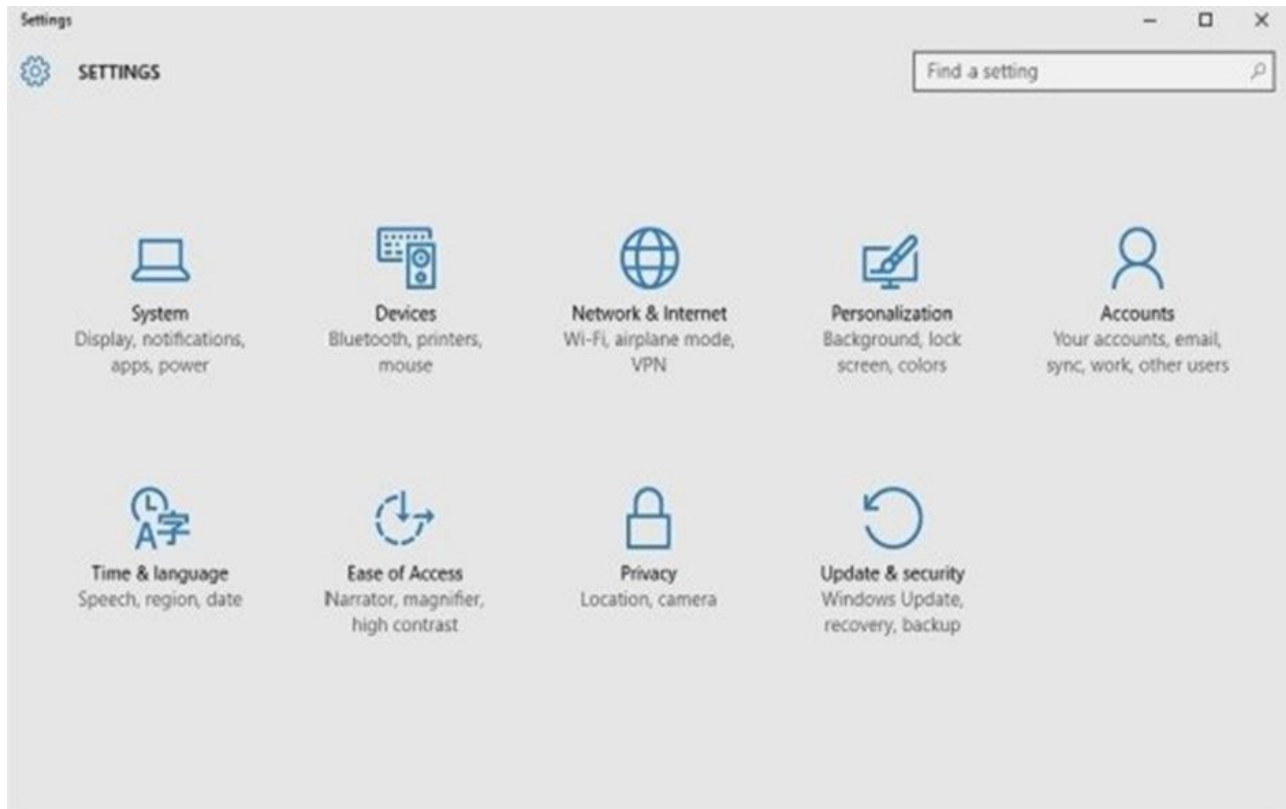 Settings
SETTINGS
Find a setting
System
Display, notifications,
apps, power
Devices
Bluetooth, printers,
mouse
Network & Internet
Wi-Fi, airplane mode,
VPN
Personalization
Background, lock
screen, colors
Accounts
Your accounts, email,
sync, work, other users
A字
Time & language
Speech, region, date
Ease of Access
Narrator, magnifier,
high contrast
Privacy
Location, camera
Update & security
Windows Update,
recovery, backup